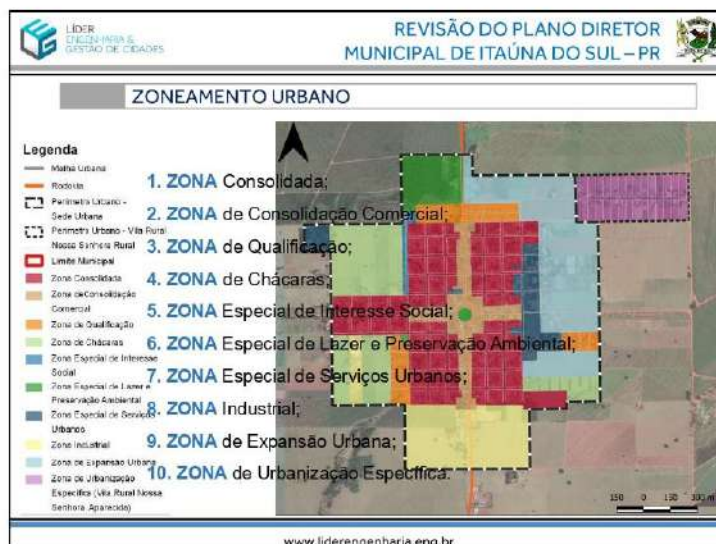 LÍDER
ENGENHARIA &
GESTÃO DE CIDADES
REVISÃO DO PLANO DIRETOR
MUNICIPAL DE ITAÚNA DO SUL – PR
ZONEAMENTO URBANO
Legenda
Malha Urbana
Rodovia
Perímetro Urbano -
Sede Urbana
Perímetro Urbano - Vila Rural
Nossa Senhora Rural
Limite Municipal
Zona Consolidada
Zona de Consolidação
Comercial
Zona de Qualificação
Zona de Chácaras
Zona Especial de Interesse
Social
Zona Especial de Lazer e
Preservação Ambiental
Zona Especial de Serviços
Urbanos
Zona Industrial
Zona de Expansão Urbana
Zona de Urbanização
Específica (Vila Rural Nossa
Senhora Aparecida)
1. ZONA Consolidada;
2. ZONA de Consolidação Comercial;
3. ZONA de Qualificação;
4. ZONA de Chácaras;
5. ZONA Especial de Interesse Social;
6. ZONA Especial de Lazer e Preservação Ambiental;
7. ZONA Especial de Serviços Urbanos;
8. ZONA Industrial;
9. ZONA de Expansão Urbana;
10. ZONA de Urbanização Específica.
150 0 150 300 m
www.liderengenharia.eng.br